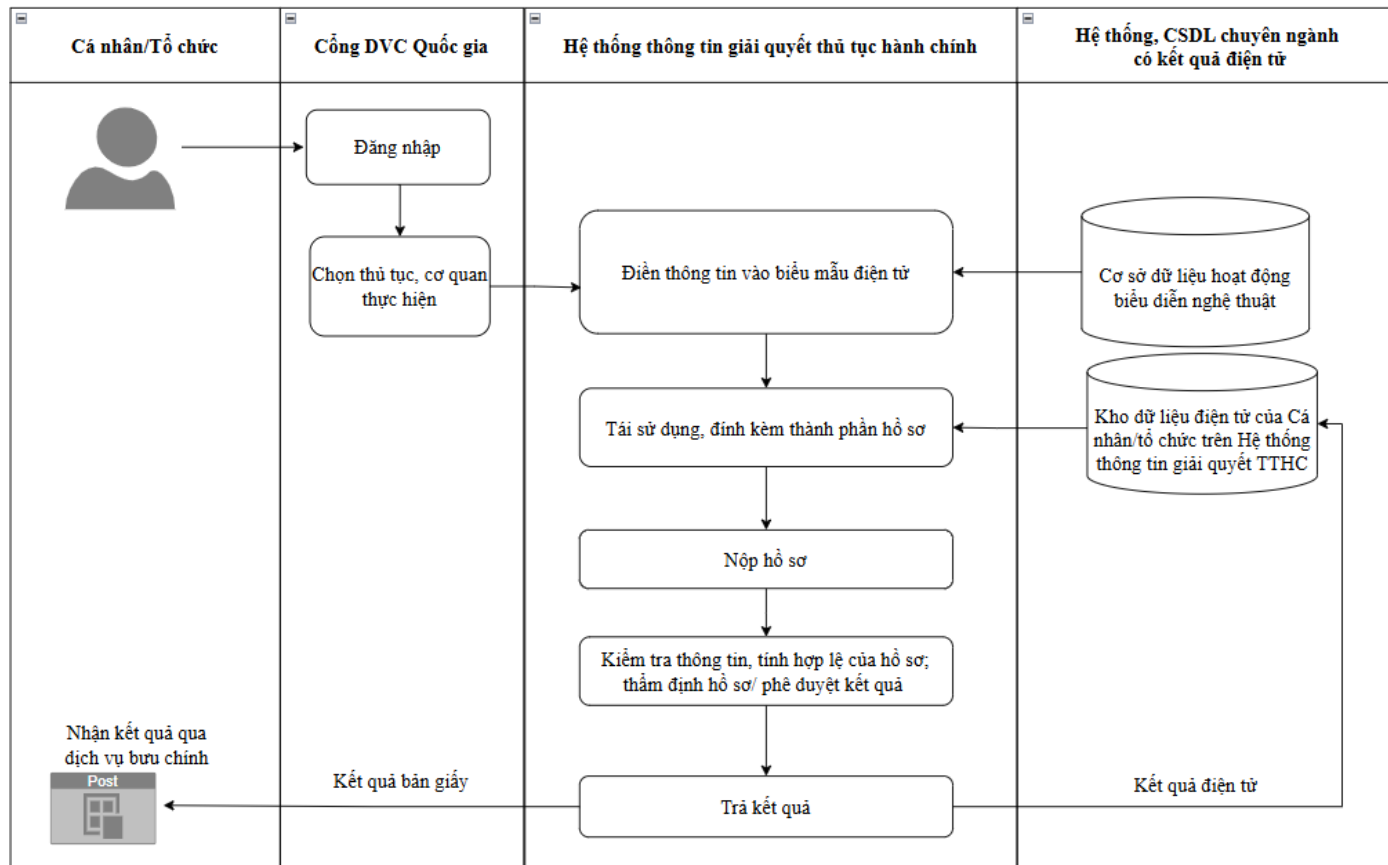 Cá nhân/Tổ chức
Cổng DVC Quốc gia
Hệ thống thông tin giải quyết thủ tục hành chính
Hệ thống, CSDL chuyên ngành
có kết quả điện tử
Đăng nhập
Chọn thủ tục, cơ quan
thực hiện
Điền thông tin vào biểu mẫu điện tử
Cơ sở dữ liệu hoạt động
biểu diễn nghệ thuật
Tái sử dụng, đính kèm thành phần hồ sơ
Kho dữ liệu điện tử của Cá
nhân/tổ chức trên Hệ thống
thông tin giải quyết TTHC
Nộp hồ sơ
Kiểm tra thông tin, tính hợp lệ của hồ sơ;
thẩm định hồ sơ/ phê duyệt kết quả
Nhận kết quả qua
dịch vụ bưu chính
Post
Kết quả bản giấy
Trả kết quả
Kết quả điện tử